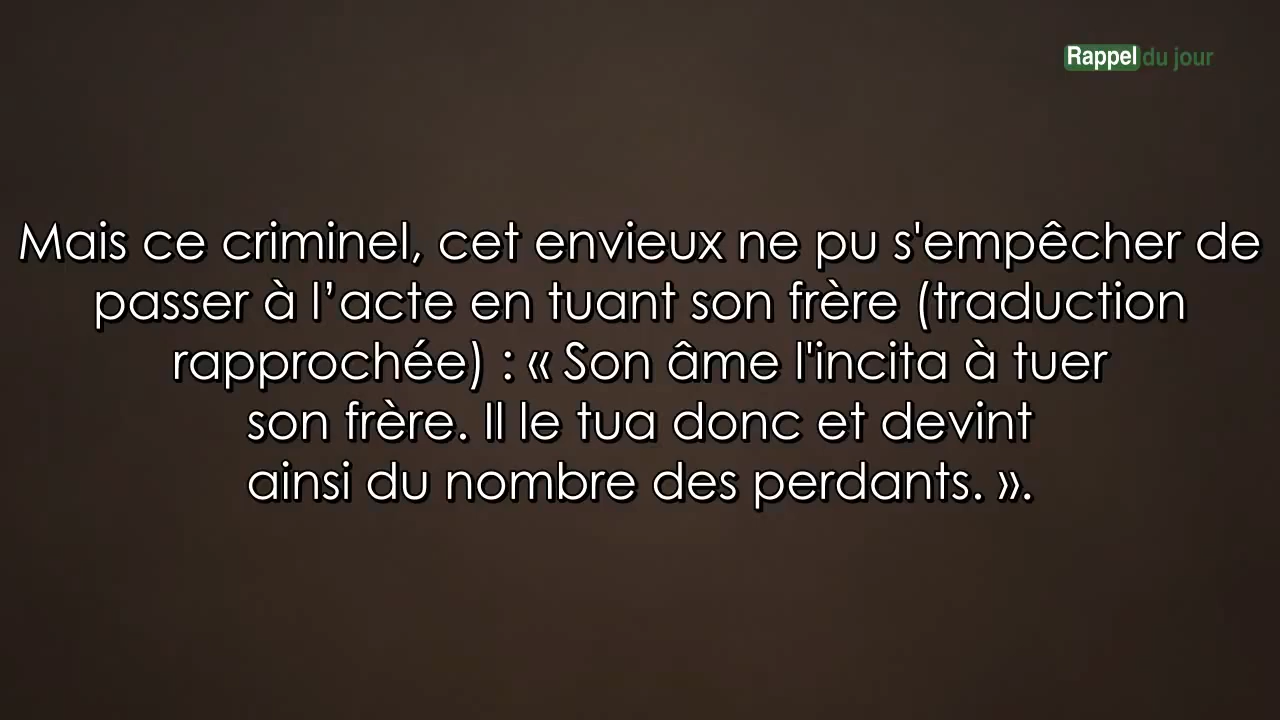 Rappel du jour
Mais ce criminel, cet envieux ne pu s'empêcher de
passer à l’acte en tuant son frère (traduction
rapprochée) : « Son âme l'incita à tuer
son frère. Il le tua donc et devint
ainsi du nombre des perdants. ».